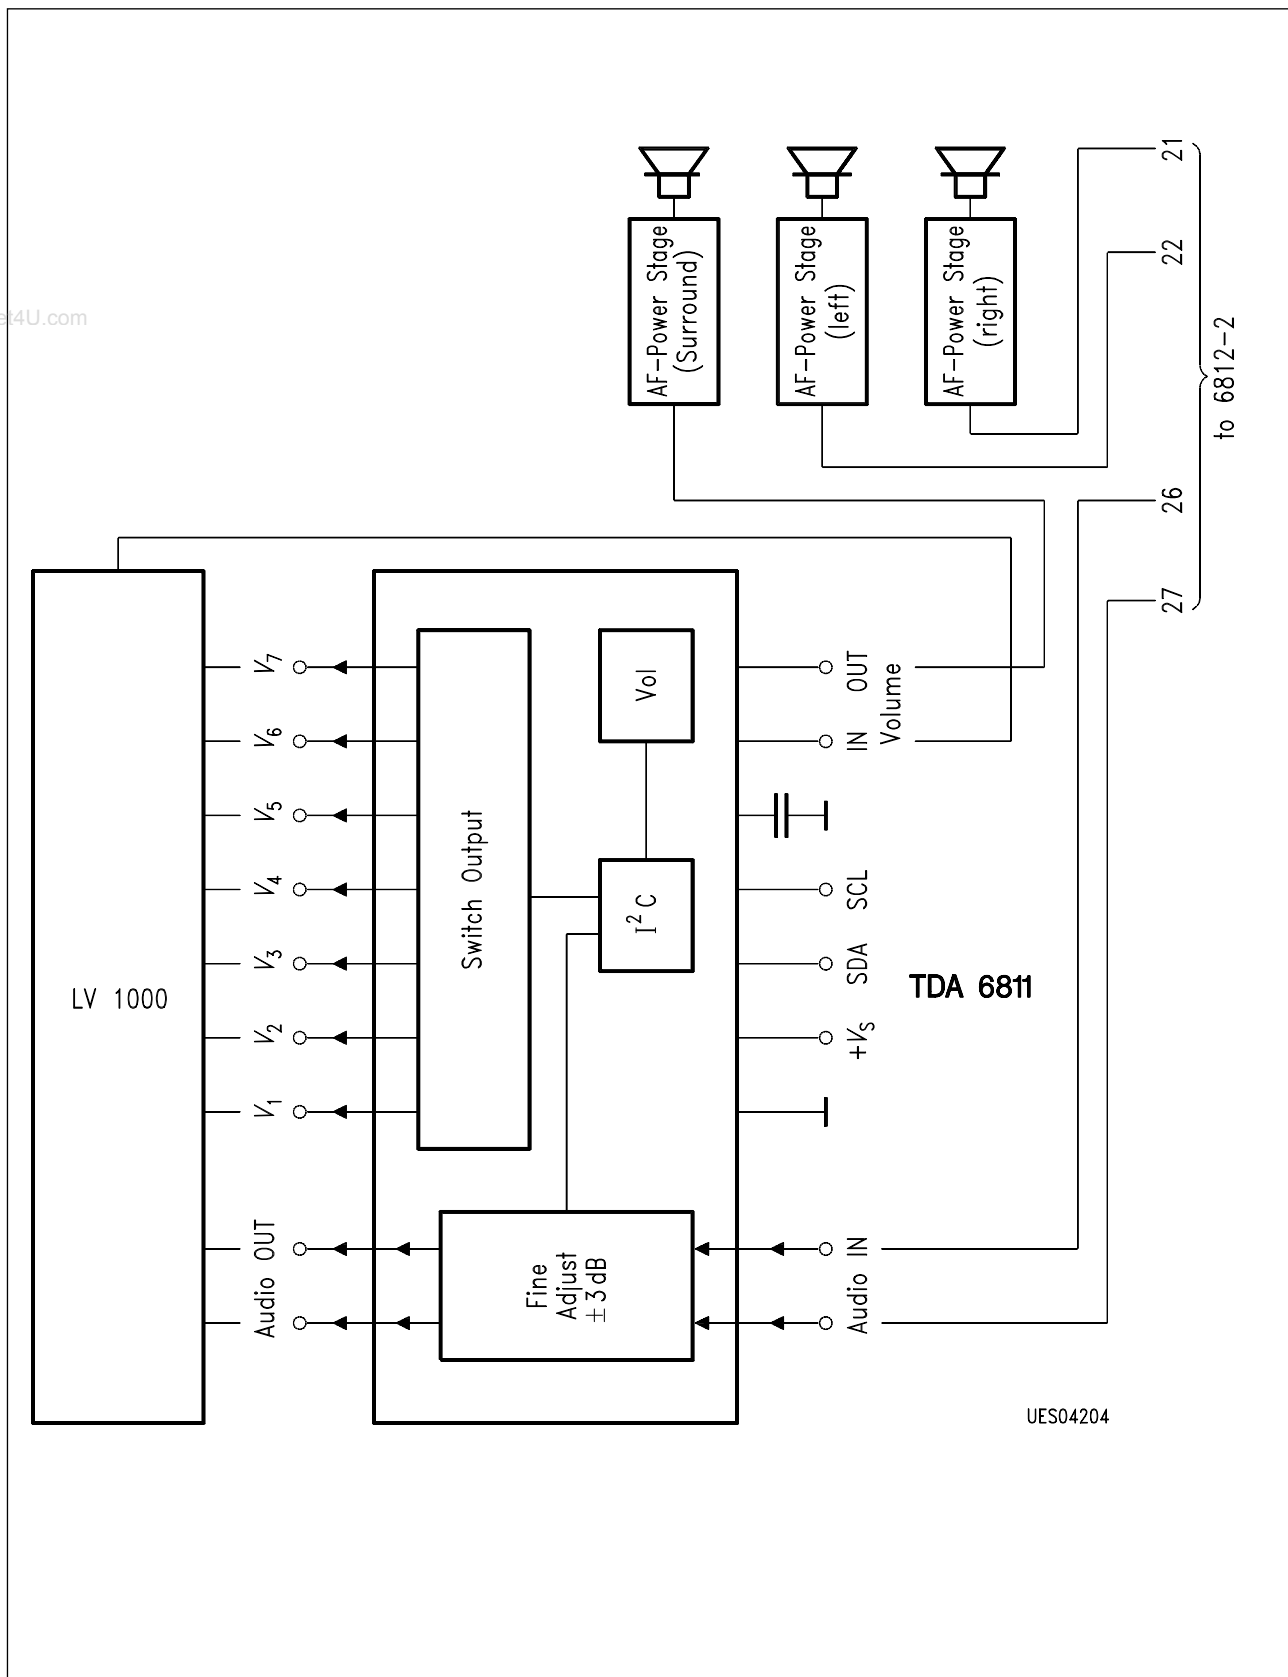 et4U.com
AF-Power Stage
(Surround)
AF-Power Stage
(left)
AF-Power Stage
(right)
21
22
26
27
to 6812-2
LV 1000
V7
V6
V5
V4
V3
V2
V1
Audio OUT
Switch Output
Vol
I²C
Fine
Adjust
±3dB
OUT
IN
Volume
SCL
SDA
+VS
Audio IN
TDA 6811
UES04204